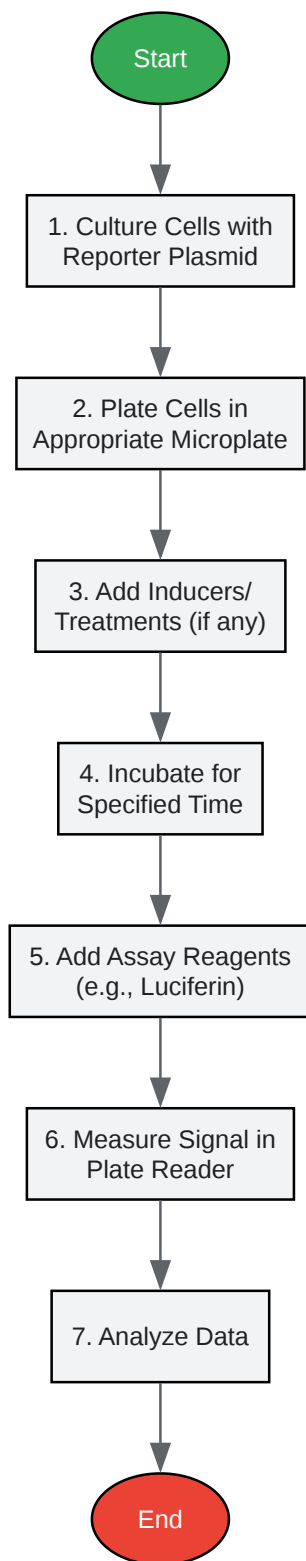 Start
1. Culture Cells with
Reporter Plasmid
2. Plate Cells in
Appropriate Microplate
3. Add Inducers/
Treatments (if any)
4. Incubate for
Specified Time
5. Add Assay Reagents
(e.g., Luciferin)
6. Measure Signal in
Plate Reader
7. Analyze Data
End